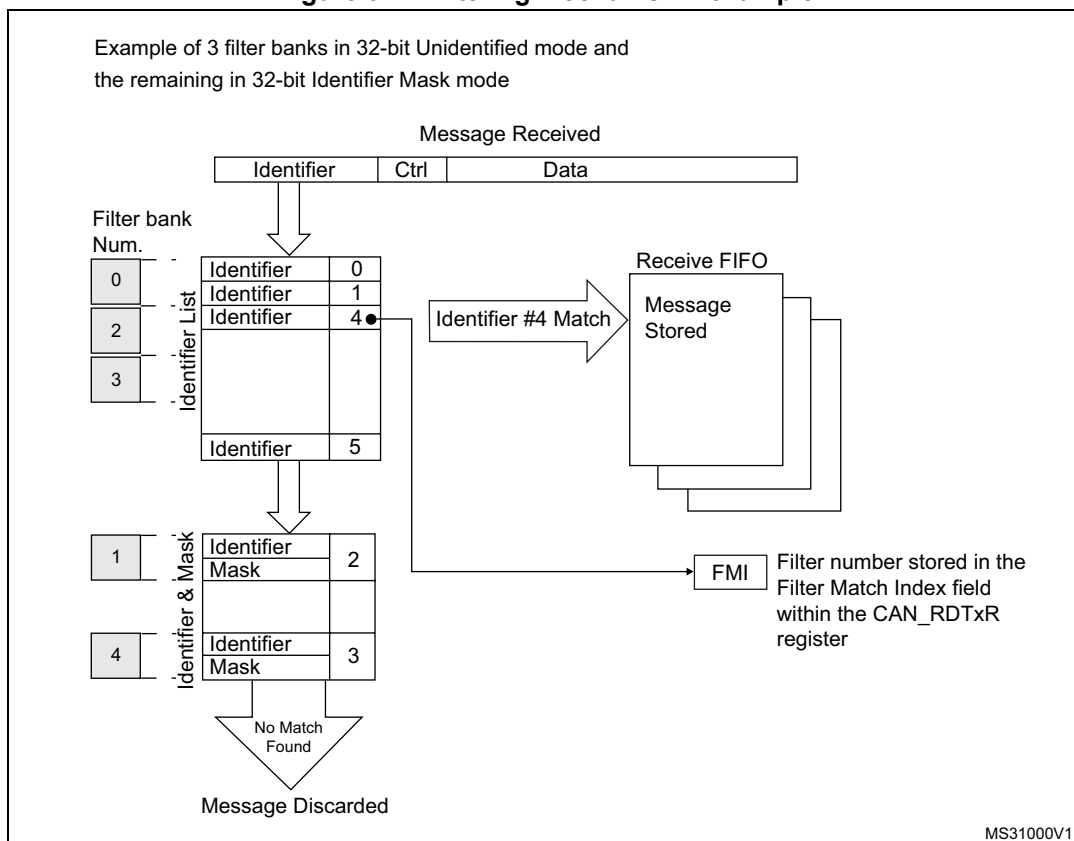 Example of 3 filter banks in 32-bit Unidentified mode and
the remaining in 32-bit Identifier Mask mode
Message Received
Identifier Ctrl Data
Filter bank
Num.
0
2
3
Identifier List
Identifier 0
Identifier 1
Identifier 4
Identifier 5
Identifier #4 Match
Receive FIFO
Message
Stored
1
4
Identifier & Mask
Identifier
Mask
2
Identifier
Mask
3
FMI
Filter number stored in the
Filter Match Index field
within the CAN_RDTxR
register
No Match
Found
Message Discarded
MS31000V1